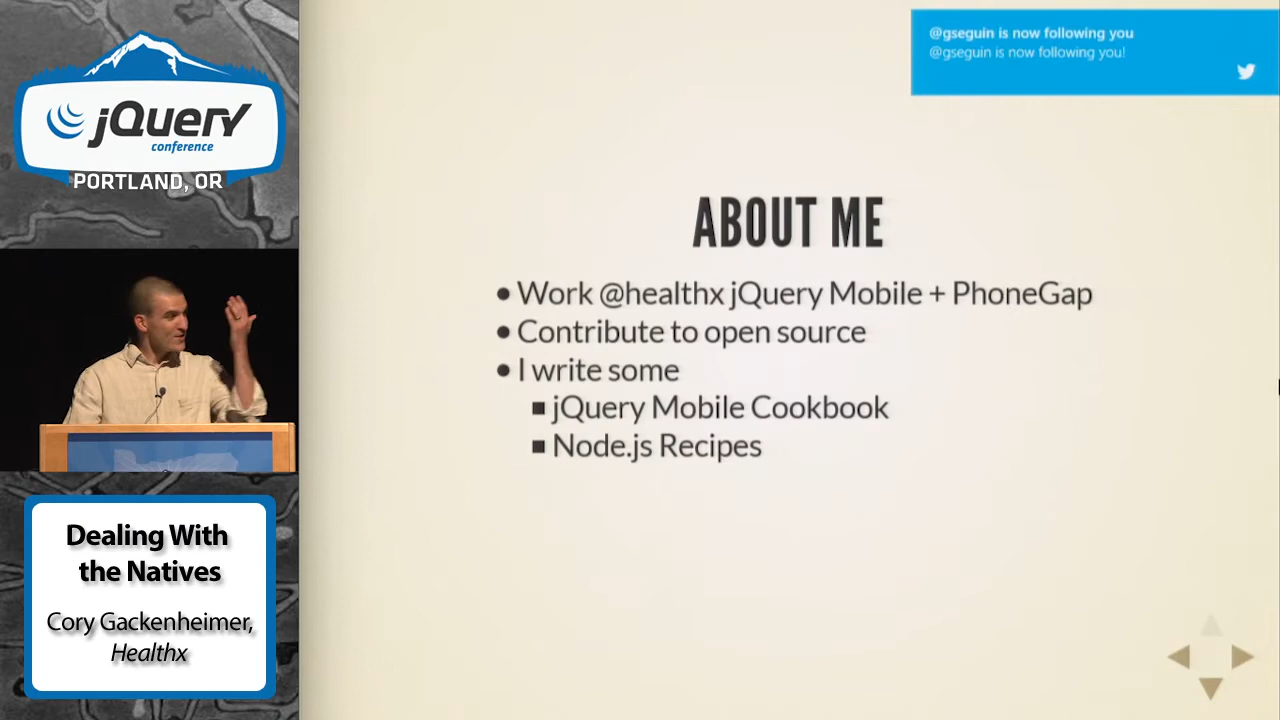 jQuery
conference
PORTLAND, OR
Dealing With
the Natives
Cory Gackenheimer,
Healthx
@gseguin is now following you
@gseguin is now following you!
ABOUT ME
• Work @healthx jQuery Mobile + PhoneGap
• Contribute to open source
• I write some
▪ jQuery Mobile Cookbook
▪ Node.js Recipes